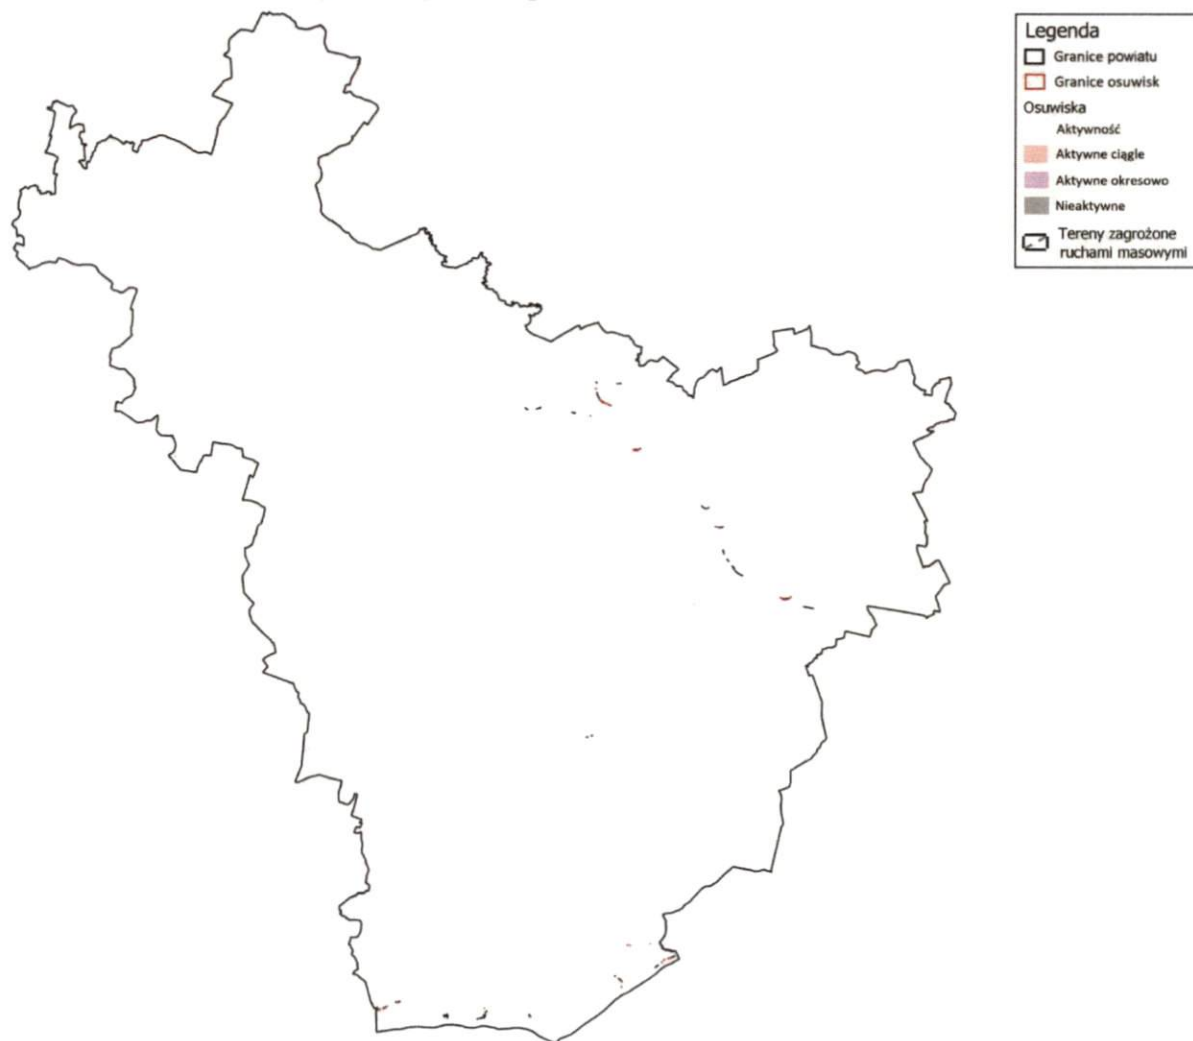 Legenda
Granice powiatu
Granice osuwisk
Osuwiska
Aktywność
Aktywne ciągle
Aktywne okresowo
Nieaktywne
Tereny zagrożone
ruchami masowymi